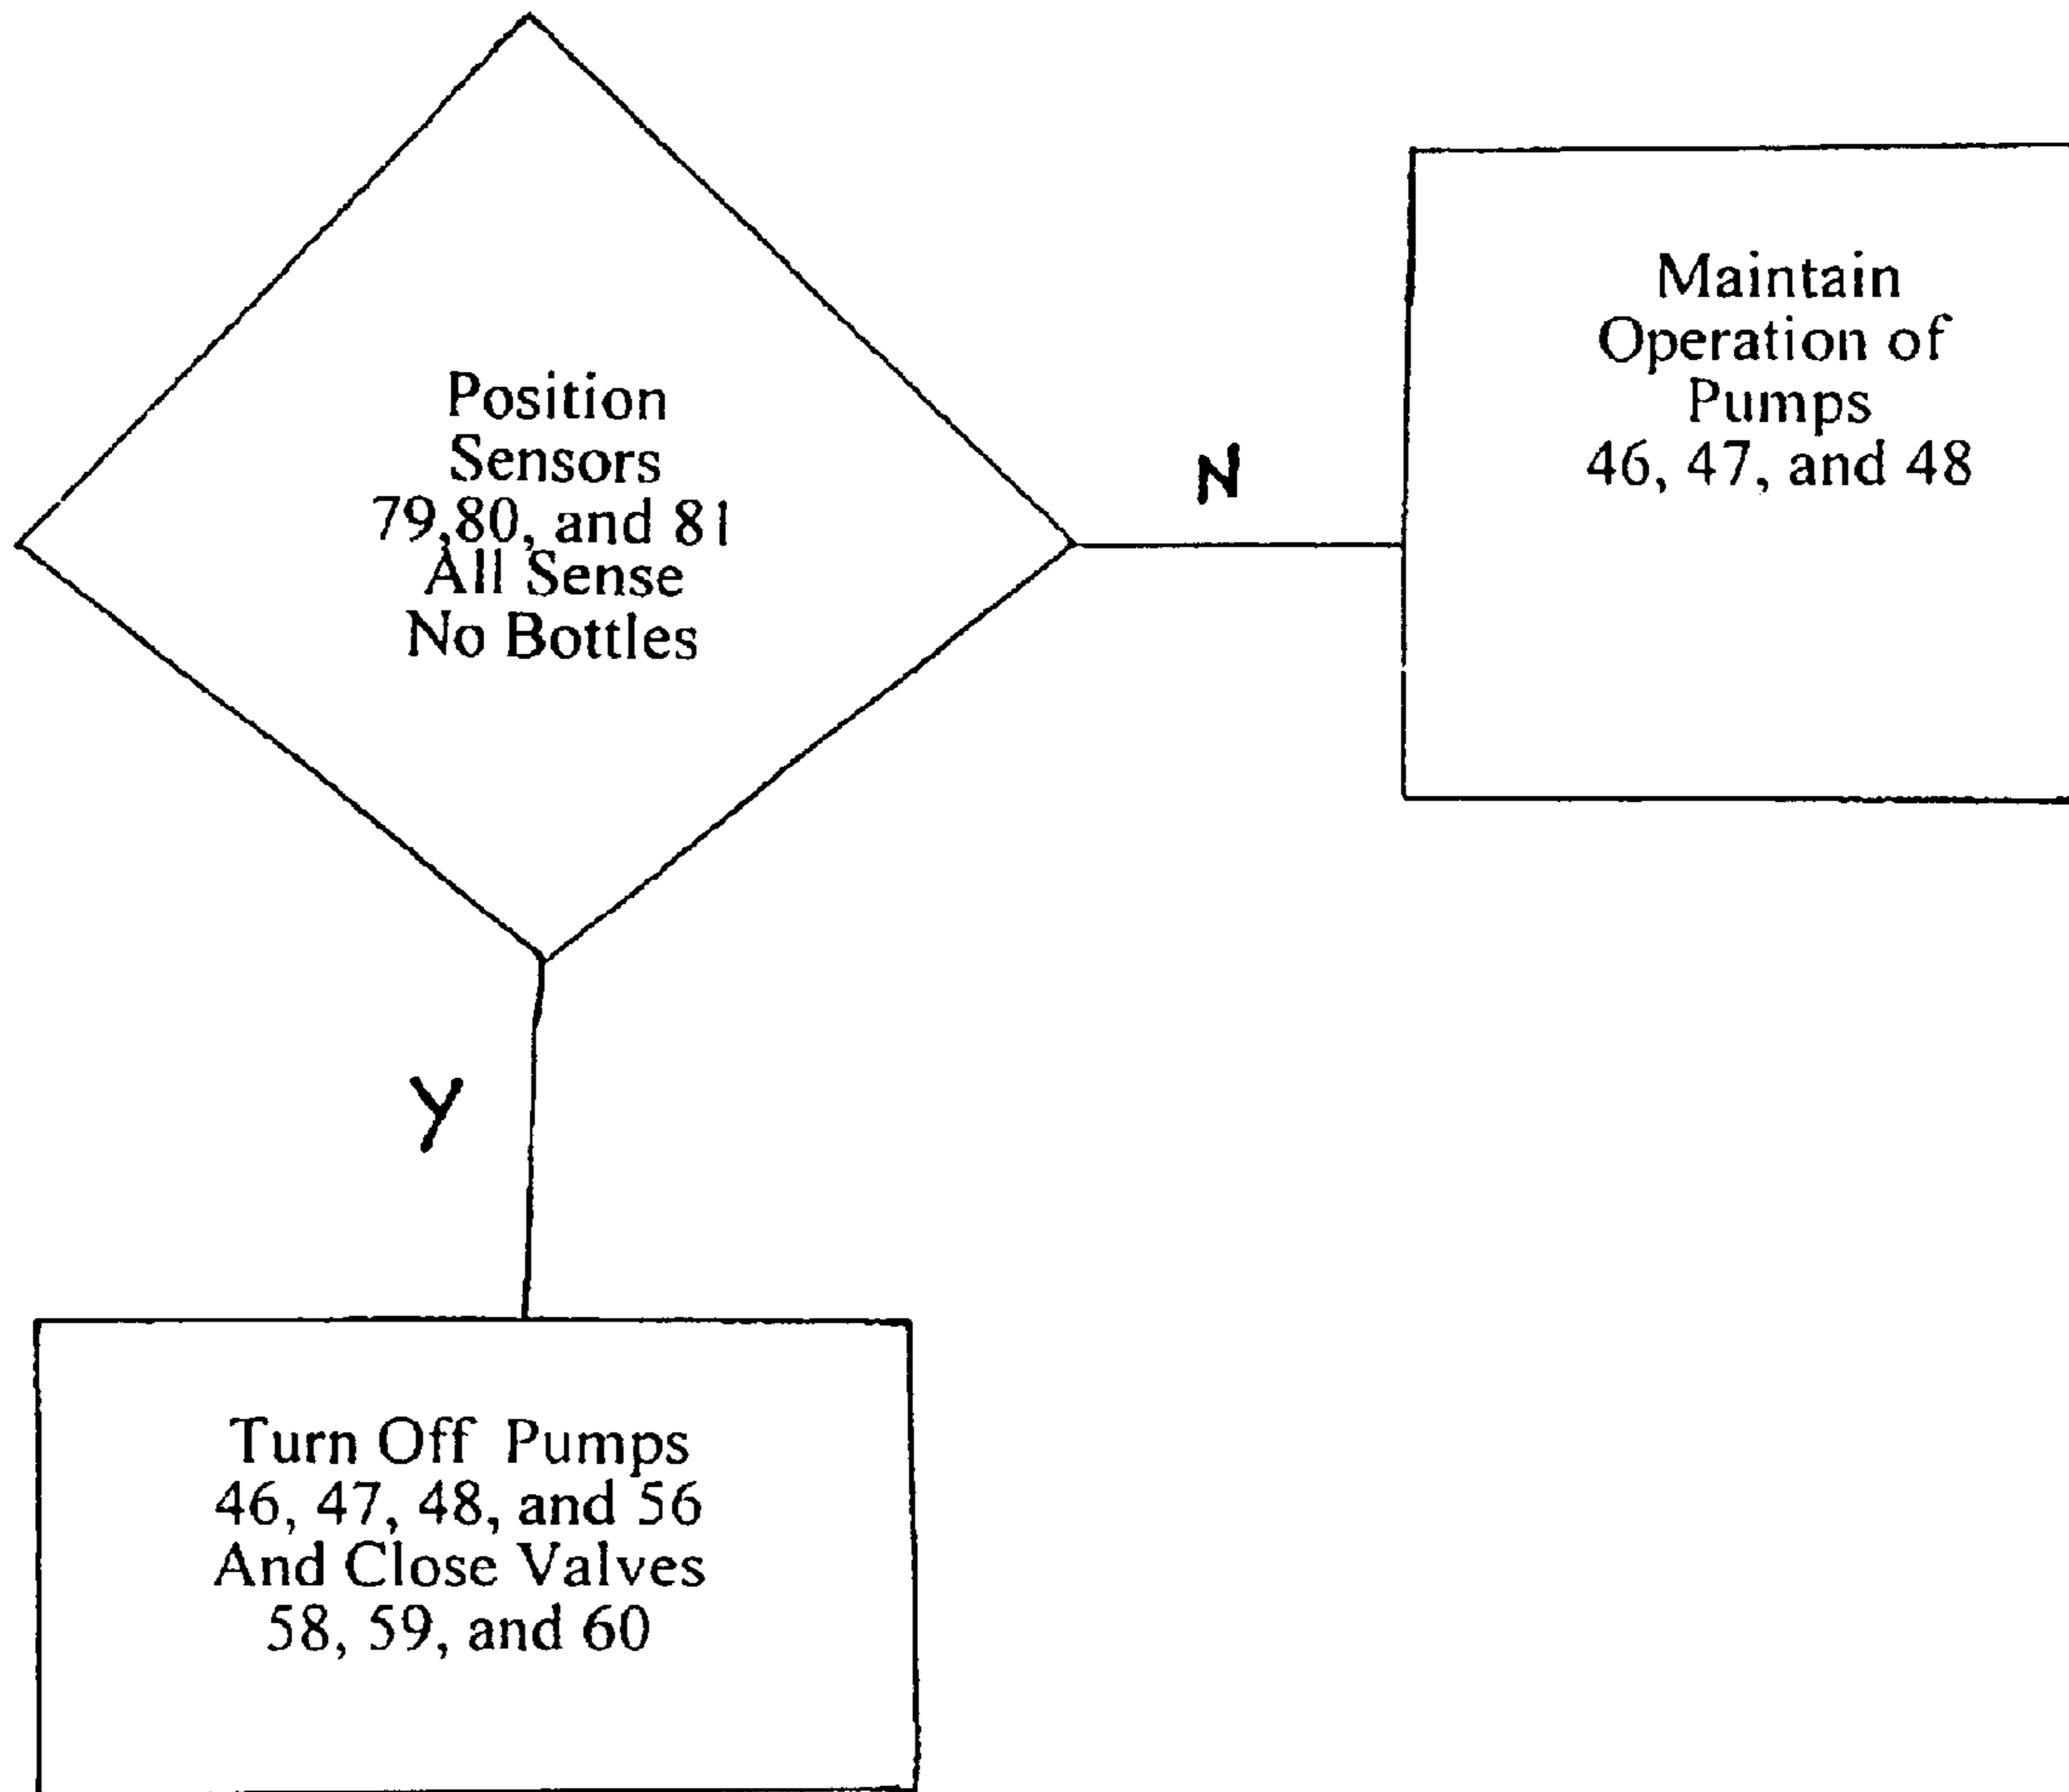 Position
Sensors
79,80, and 81
All Sense
No Bottles
N
Maintain
Operation of
Pumps
46, 47, and 48
Y
Turn Off Pumps
46, 47, 48, and 56
And Close Valves
58, 59, and 60